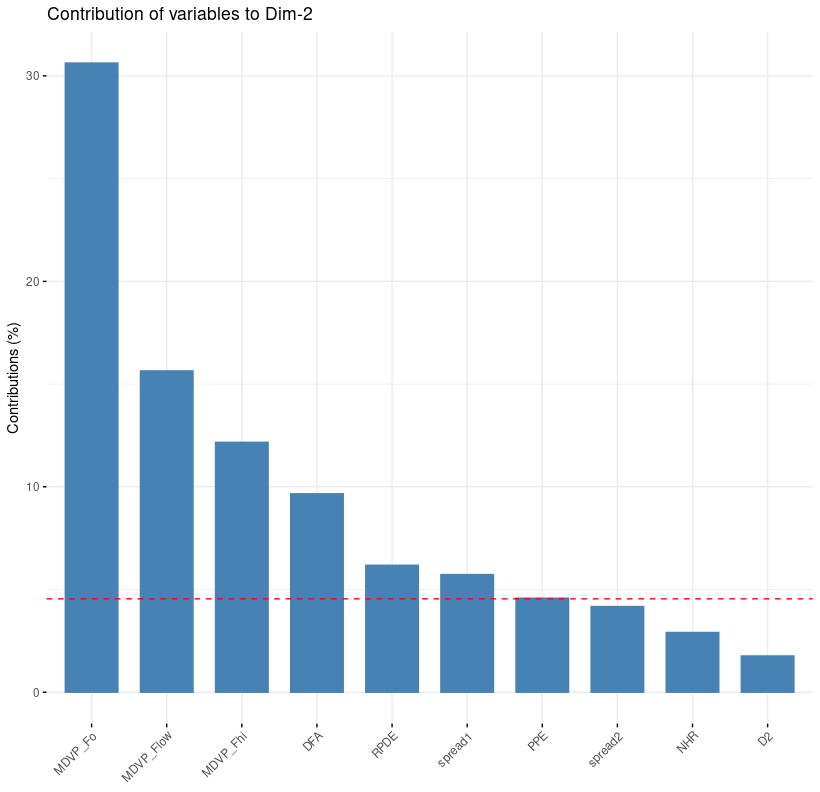 Contribution of variables to Dim-2
Contributions (%)
30
20
10
0
MDVP_Fo
MDVP_Flow
MDVP_Fhi
DFA
RPDE
spread1
PPE
spread2
NHR
D2